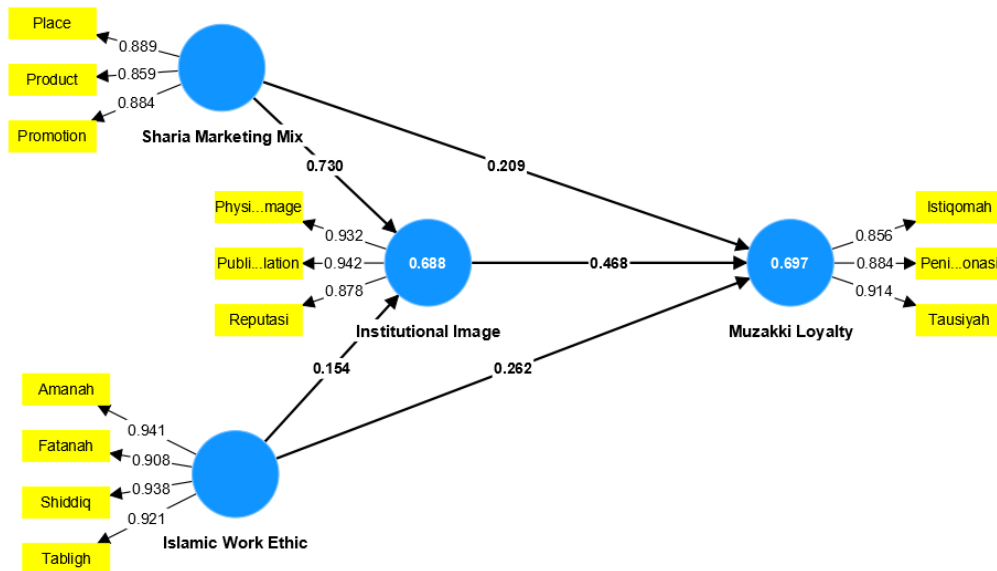 Place
0.889
Product
0.859
0.884
Promotion
Sharia Marketing Mix
0.730
0.209
Physi...mage
0.932
Publi...lation
0.942
0.878
Reputasi
0.688
Institutional Image
0.468
0.697
Muzakki Loyalty
0.856
Istiqomah
0.884
Peni...onasi
0.914
Tausiyah
0.154
0.262
Amanah
0.941
Fatanah
0.908
Shiddiq
0.938
0.921
Tabligh
Islamic Work Ethic